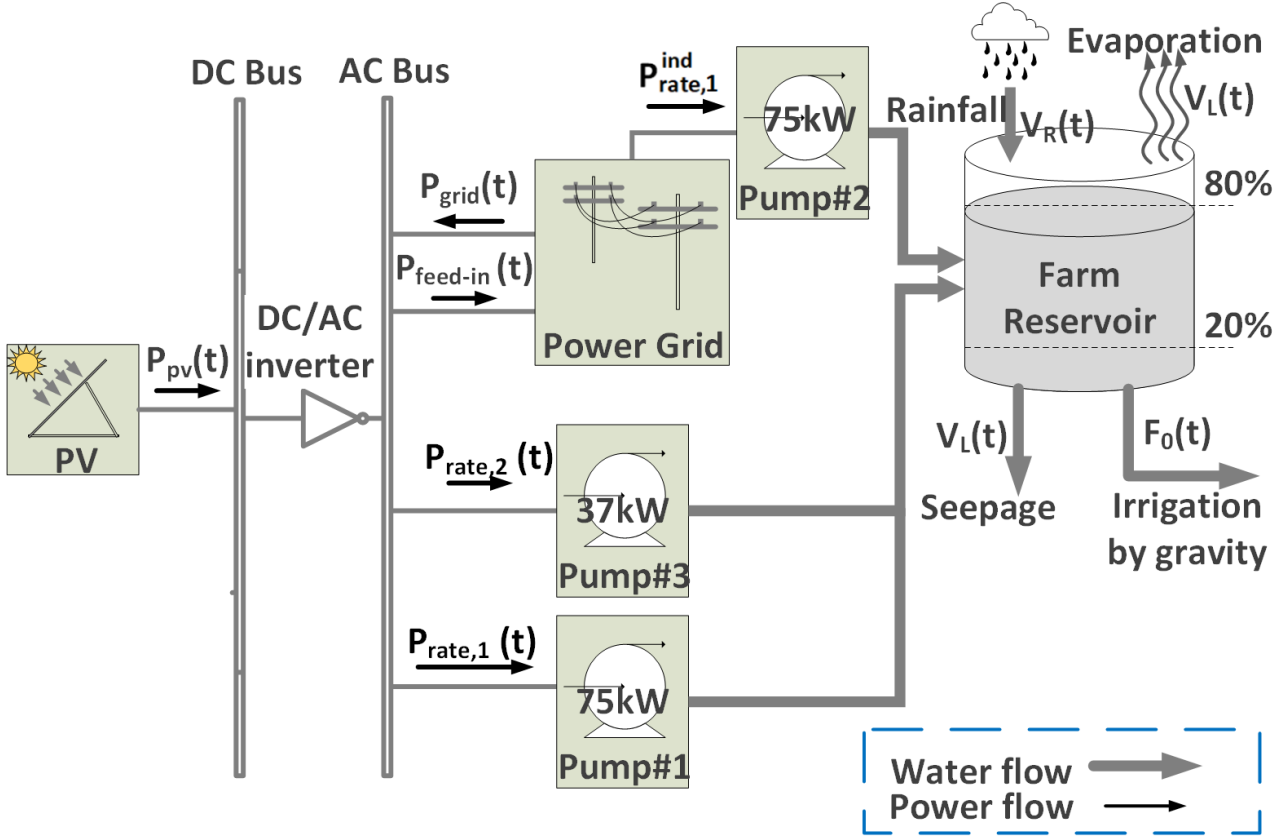 DC Bus
AC Bus
P_rate,1^ind
75kW
Pump#2
Rainfall
V_R(t)
Evaporation
V_L(t)
80%
P_grid(t)
P_feed-in (t)
Power Grid
Farm
Reservoir
20%
DC/AC
inverter
P_pv(t)
PV
P_rate,2 (t)
37kW
Pump#3
V_L(t)
Seepage
F_0(t)
Irrigation
by gravity
P_rate,1 (t)
75kW
Pump#1
Water flow
Power flow